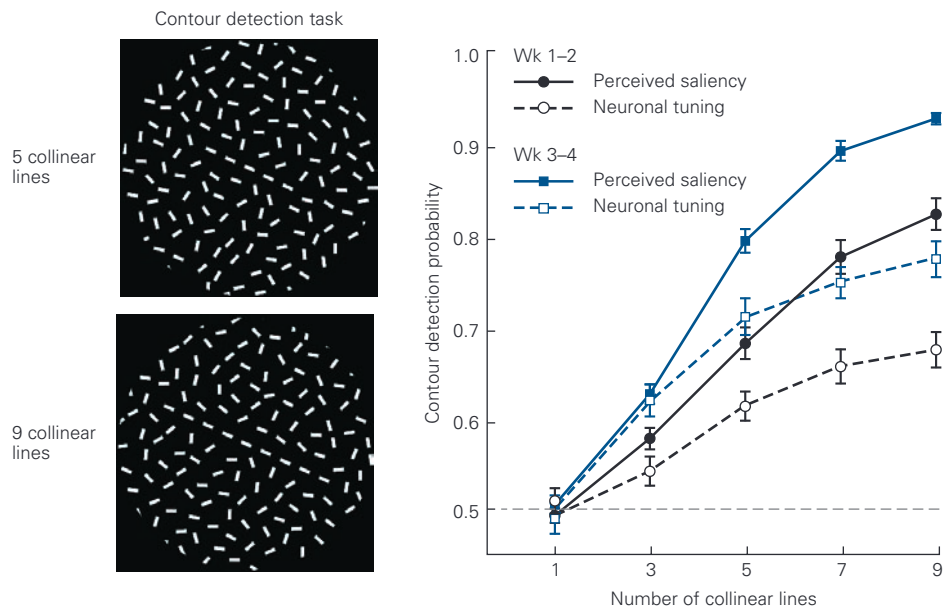 Contour detection task
5 collinear
lines
9 collinear
lines
Contour detection probability
1.0
0.9
0.8
0.7
0.6
0.5
Wk 1–2
Perceived saliency
Neuronal tuning
Wk 3–4
Perceived saliency
Neuronal tuning
1 3 5 7 9
Number of collinear lines